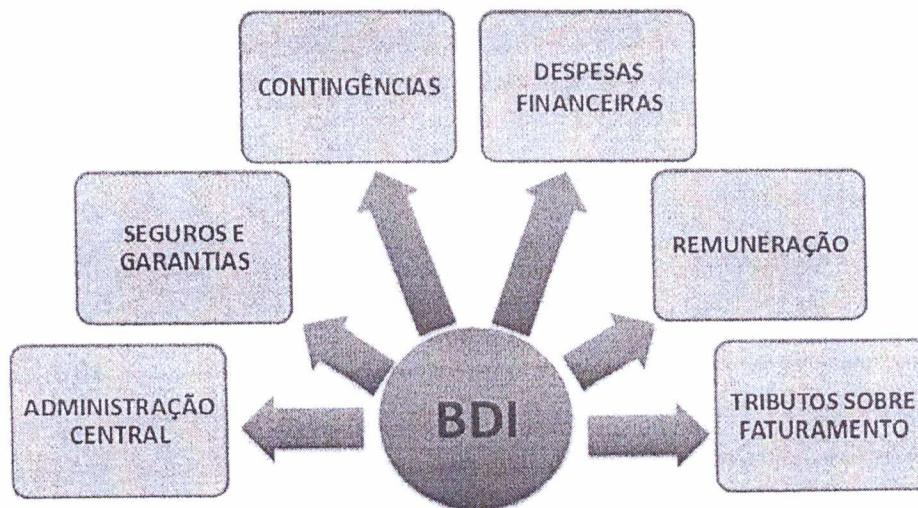 CONTINGÊNCIAS
DESPESAS
FINANCEIRAS
SEGUROS E
GARANTIAS
REMUNERAÇÃO
ADMINISTRAÇÃO
CENTRAL
BDI
TRIBUTOS SOBRE
FATURAMENTO